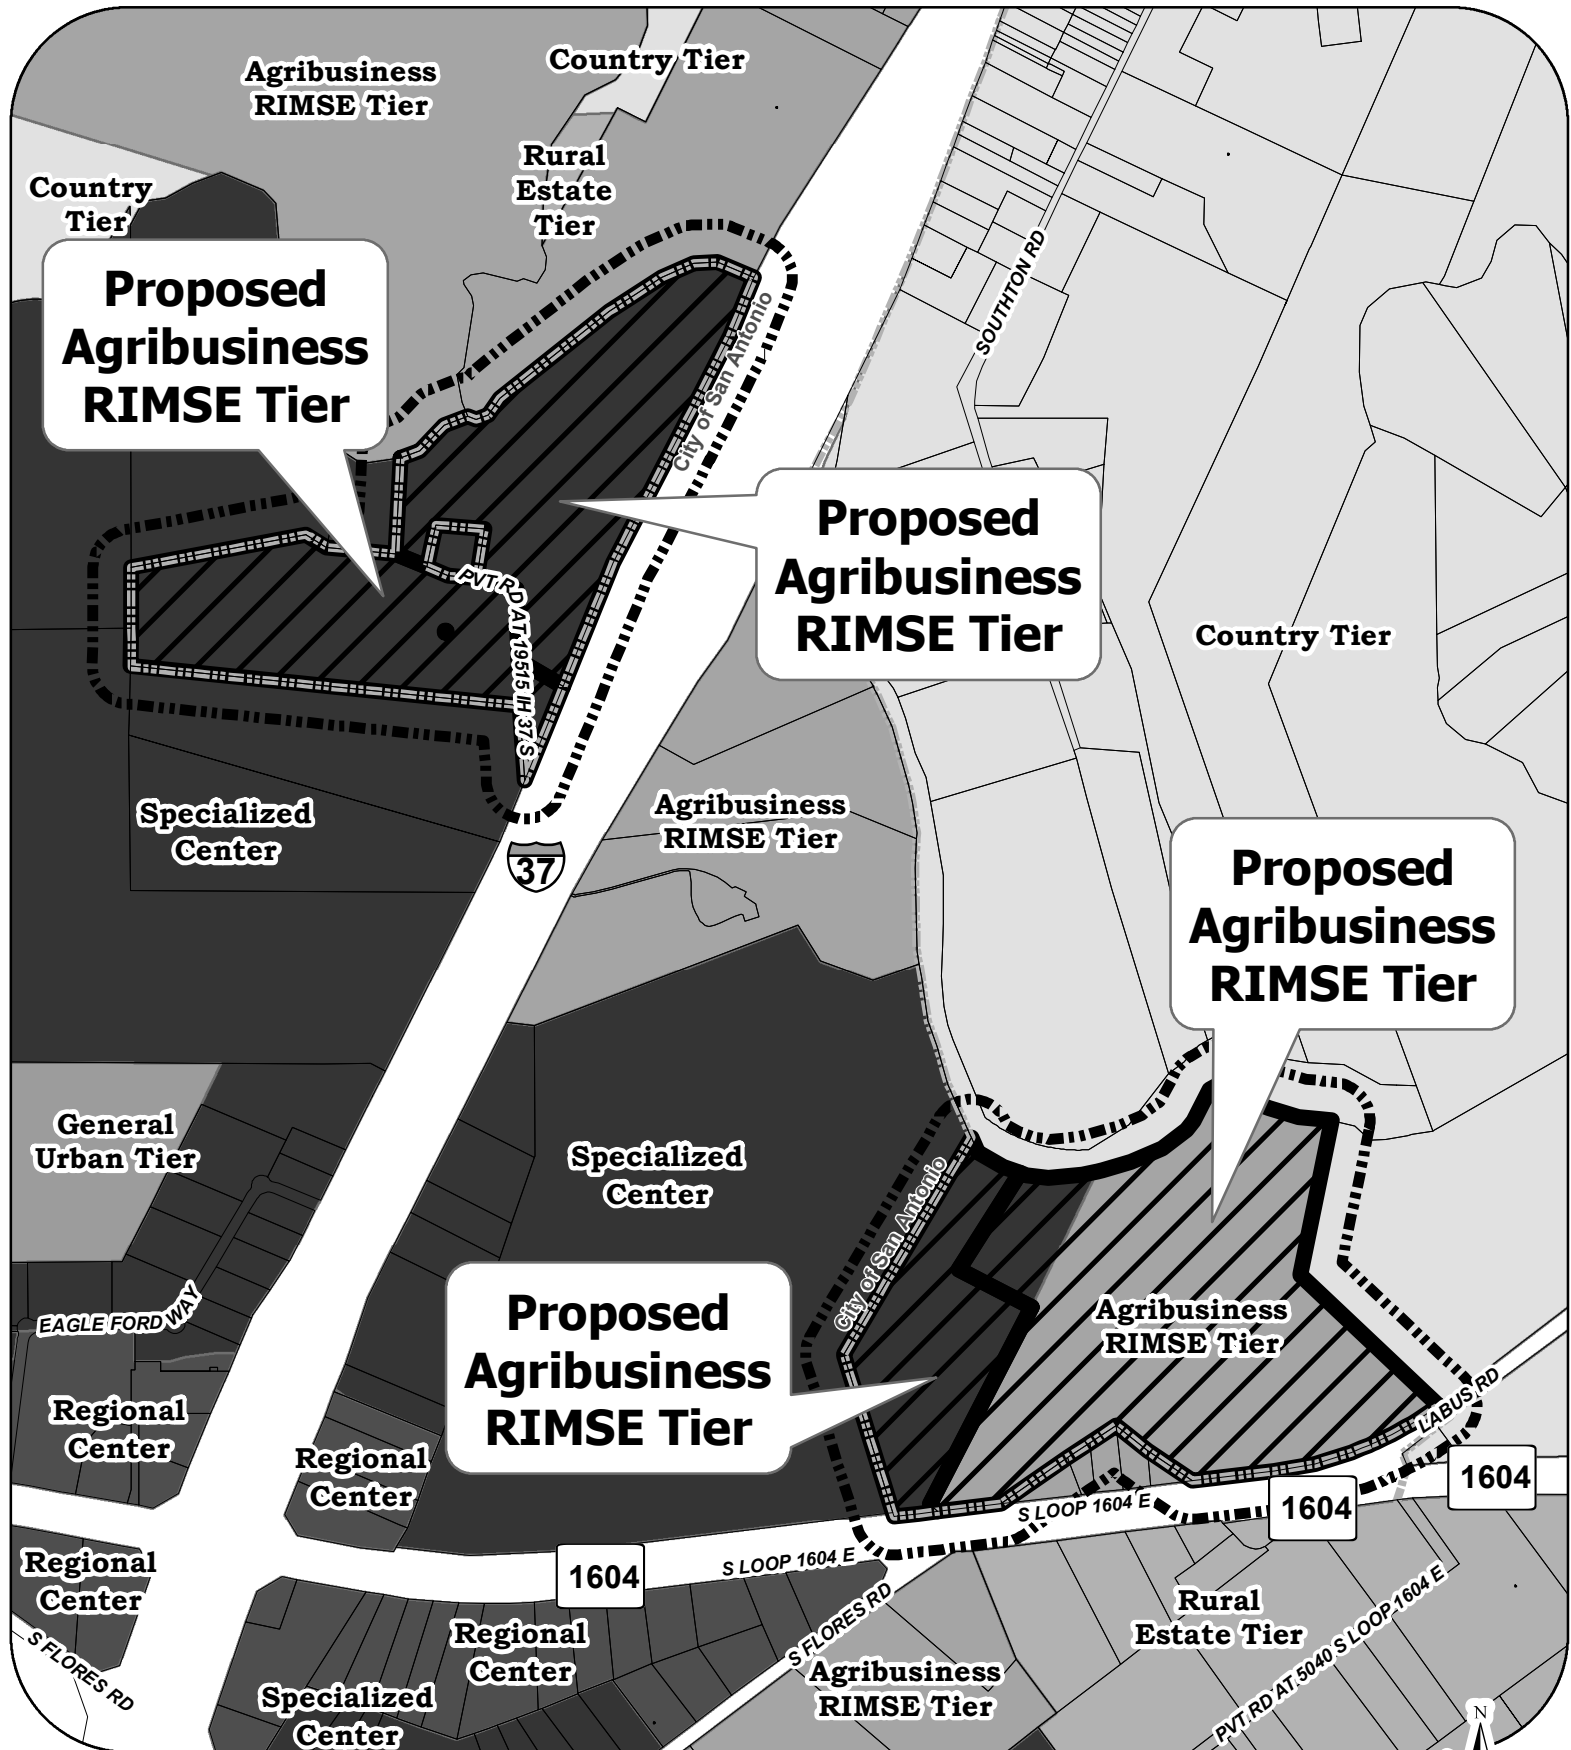 Country Tier
Agribusiness
RIMSE Tier
Rural
Estate
Tier
Country
Tier
Proposed
Agribusiness
RIMSE Tier
SOUTHTON RD
City of San Antonio
Proposed
Agribusiness
RIMSE Tier
PVT RD AT 19515 IH 37 S
Country Tier
Specialized
Center
Agribusiness
RIMSE Tier
37
Proposed
Agribusiness
RIMSE Tier
General
Urban Tier
Specialized
Center
City of San Antonio
EAGLE FORD WAY
Proposed
Agribusiness
RIMSE Tier
Agribusiness
RIMSE Tier
Regional
Center
Regional
Center
LABUS RD
1604
1604
S LOOP 1604 E
S LOOP 1604 E
1604
Regional
Center
S FLORES RD
Regional
Center
S FLORES RD
Rural
Estate Tier
PVT RD AT 5040 S LOOP 1604 E
Agribusiness
RIMSE Tier
Specialized
Center
N